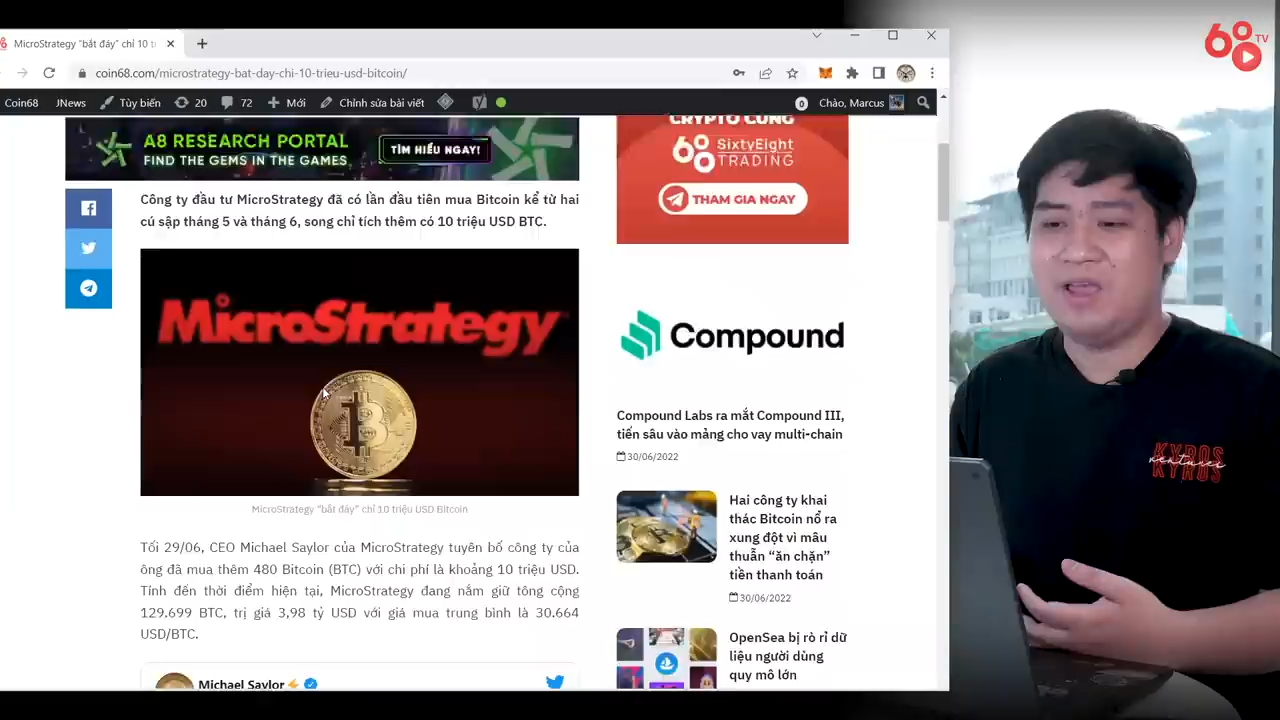 MicroStrategy "bắt đáy" chỉ 10 tr
coin68.com/microstrategy-bat-day-chi-10-trieu-usd-bitcoin/
Coin68 JNews Tùy biến 20 72 Mới Chỉnh sửa bài viết 0 Chào, Marcus
A8 RESEARCH PORTAL
FIND THE GEMS IN THE GAMES
TÌM HIỂU NGAY!
Công ty đầu tư MicroStrategy đã có lần đầu tiên mua Bitcoin kể từ hai
cú sập tháng 5 và tháng 6, song chỉ tích thêm có 10 triệu USD BTC.
MicroStrategy
MicroStrategy "bắt đáy" chỉ 10 triệu USD Bitcoin
Tối 29/06, CEO Michael Saylor của MicroStrategy tuyên bố công ty của
ông đã mua thêm 480 Bitcoin (BTC) với chi phí là khoảng 10 triệu USD.
Tính đến thời điểm hiện tại, MicroStrategy đang nắm giữ tổng cộng
129.699 BTC, trị giá 3,98 tỷ USD với giá mua trung bình là 30.664
USD/BTC.
Michael Saylor
CRYPTO CÙNG
68 SixtyEight
TRADING
THAM GIA NGAY
Compound
Compound Labs ra mắt Compound III,
tiến sâu vào mảng cho vay multi-chain
30/06/2022
Hai công ty khai
thác Bitcoin nổ ra
xung đột vì mâu
thuẫn “ăn chặn”
tiền thanh toán
30/06/2022
OpenSea bị rò rỉ dữ
liệu người dùng
quy mô lớn
68 TV
KYROS
ventures
KYROS